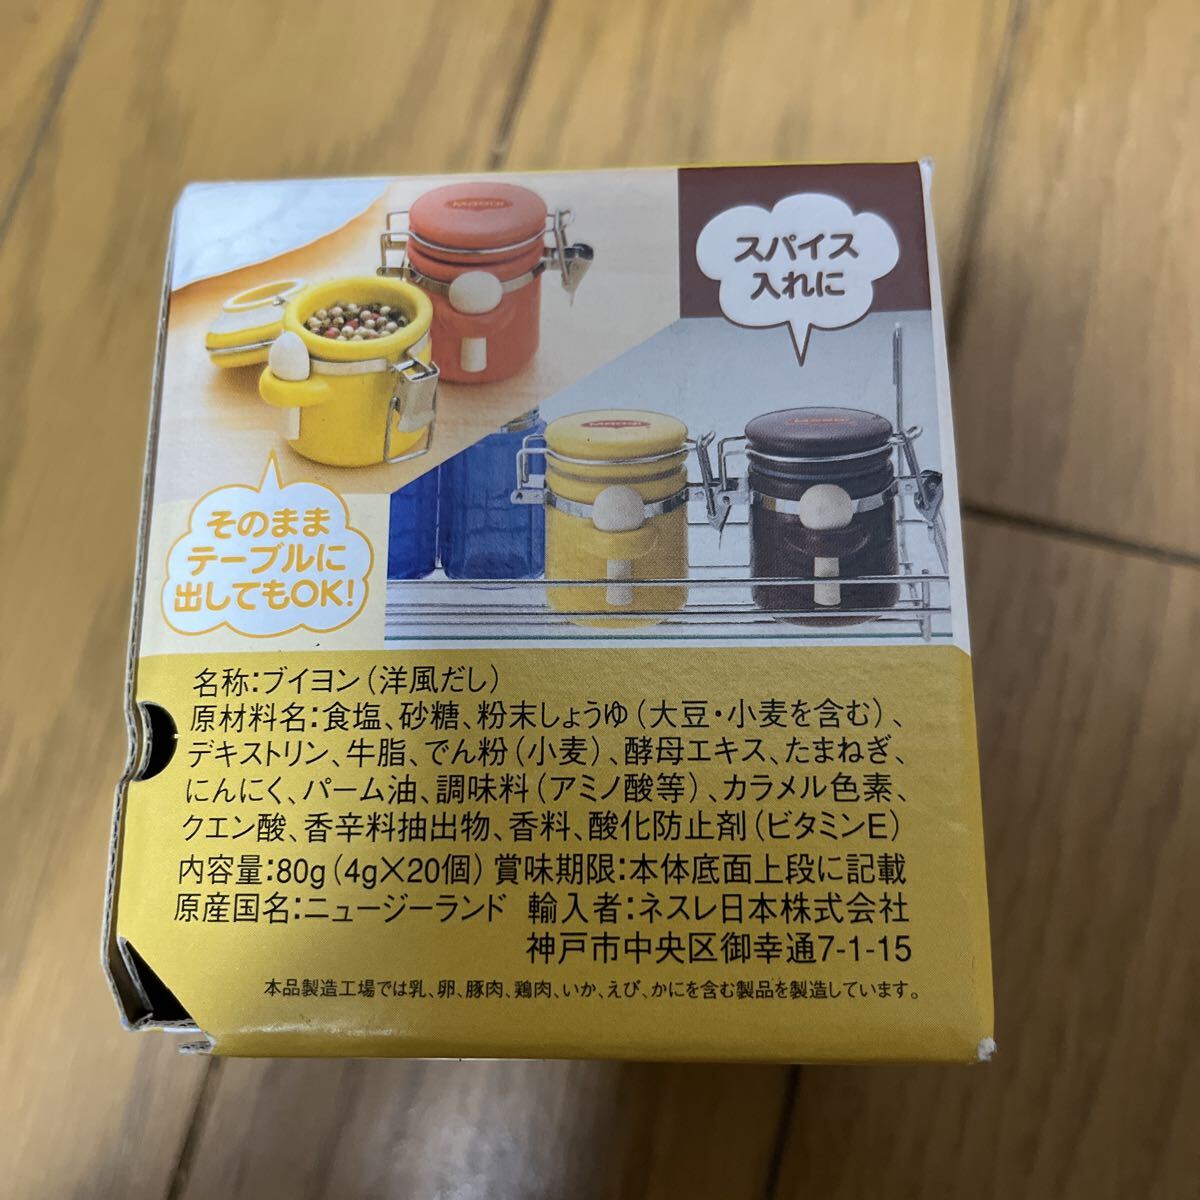 Maggi
スパイス
入れに
Maggi
Maggi
そのまま
テーブルに
出してもOK!
名称:ブイヨン(洋風だし)
原材料名:食塩、砂糖、粉末しょうゆ(大豆・小麦を含む)、
デキストリン、牛脂、でん粉(小麦)、酵母エキス、たまねぎ、
にんにく、パーム油、調味料(アミノ酸等)、カラメル色素、
クエン酸、香辛料抽出物、香料、酸化防止剤(ビタミンE)
内容量:80g(4g×20個) 賞味期限:本体底面上段に記載
原産国名:ニュージーランド 輸入者:ネスレ日本株式会社
神戸市中央区御幸通7-1-15
本品製造工場では乳、卵、豚肉、鶏肉、いか、えび、かにを含む製品を製造しています。